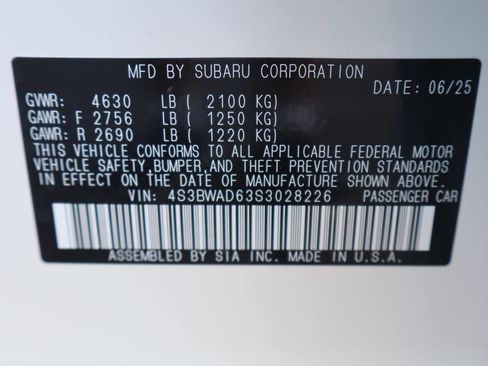 MFD BY SUBARU CORPORATION
DATE: 06/25
GVWR: 4630 LB ( 2100 KG)
GAWR: F 2756 LB ( 1250 KG)
GAWR: R 2690 LB ( 1220 KG)
THIS VEHICLE CONFORMS TO ALL APPLICABLE FEDERAL MOTOR
VEHICLE SAFETY,BUMPER,AND THEFT PREVENTION STANDARDS
IN EFFECT ON THE DATE OF MANUFACTURE SHOWN ABOVE.
VIN: 4S3BWAD63S3028226 PASSENGER CAR
ASSEMBLED BY SIA INC. MADE IN U.S.A.